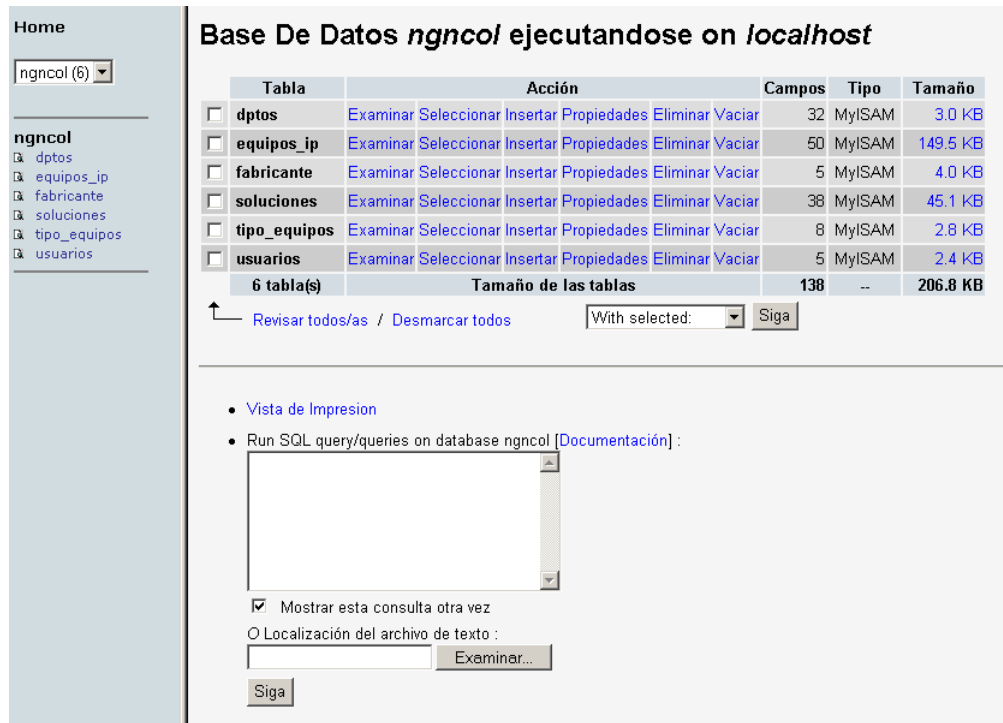 Home
ngncol (6)
ngncol
dptos
equipos_ip
fabricante
soluciones
tipo_equipos
usuarios
Base De Datos ngncol ejecutandose on localhost
Tabla Acción Campos Tipo Tamaño
dptos Examinar Seleccionar Insertar Propiedades Eliminar Vaciar 32 MyISAM 3.0 KB
equipos_ip Examinar Seleccionar Insertar Propiedades Eliminar Vaciar 50 MyISAM 149.5 KB
fabricante Examinar Seleccionar Insertar Propiedades Eliminar Vaciar 5 MyISAM 4.0 KB
soluciones Examinar Seleccionar Insertar Propiedades Eliminar Vaciar 38 MyISAM 45.1 KB
tipo_equipos Examinar Seleccionar Insertar Propiedades Eliminar Vaciar 8 MyISAM 2.8 KB
usuarios Examinar Seleccionar Insertar Propiedades Eliminar Vaciar 5 MyISAM 2.4 KB
6 tabla(s) Tamaño de las tablas 138 -- 206.8 KB
Revisar todos/as / Desmarcar todos With selected: Siga
Vista de Impresion
Run SQL query/queries on database ngncol [Documentación] :
Mostrar esta consulta otra vez
O Localización del archivo de texto :
Examinar...
Siga